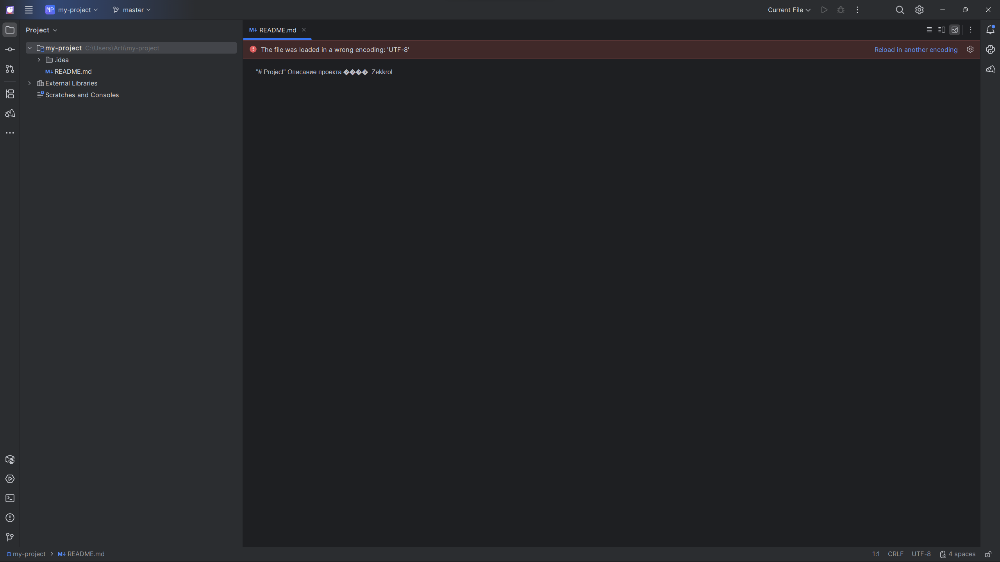 MP my-project
master
Current File
Project
README.md
my-project C:\Users\Arti\my-project
The file was loaded in a wrong encoding: 'UTF-8'
Reload in another encoding
.idea
README.md
External Libraries
Scratches and Consoles
"# Project" Описание проекта ����: Zekkrol
my-project
README.md
1:1
CRLF
UTF-8
4 spaces